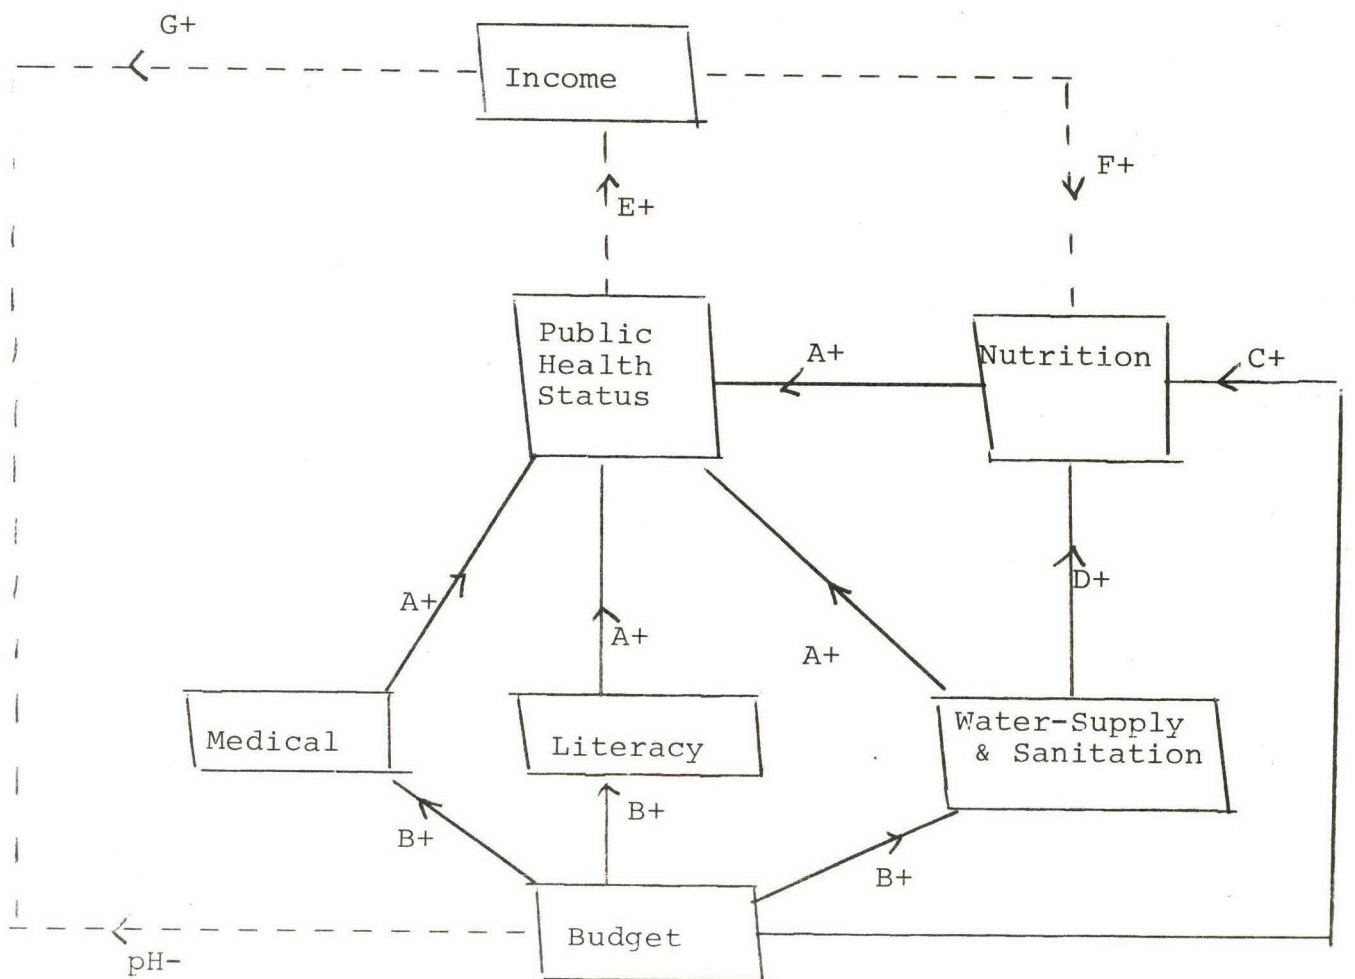 G+
Income
F+
E+
Public
Health
Status
A+
Nutrition
C+
A+
A+
A+
D+
Medical
Literacy
Water-Supply
& Sanitation
B+
B+
B+
Budget
pH-